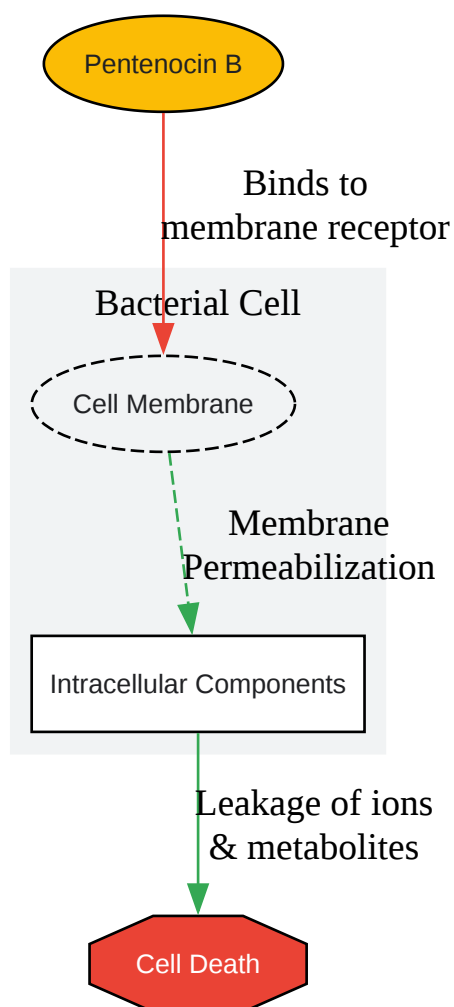 Pentenocin B
Binds to
membrane receptor
Bacterial Cell
Cell Membrane
Membrane
Permeabilization
Intracellular Components
Leakage of ions
& metabolites
Cell Death